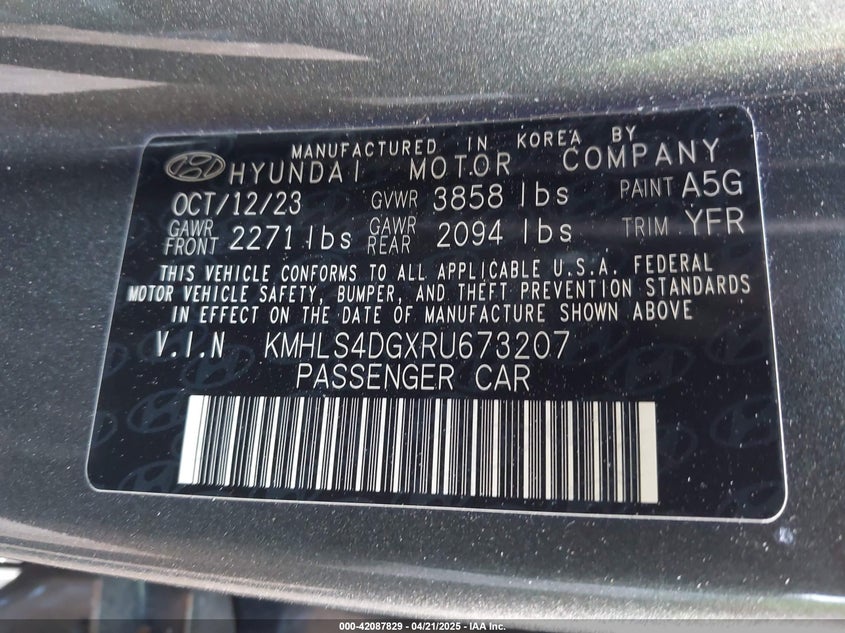 MANUFACTURED IN KOREA BY
HYUNDAI MOTOR COMPANY
OCT/12/23 GVWR 3858 lbs PAINT A5G
GAWR FRONT 2271 lbs GAWR REAR 2094 lbs TRIM YFR
THIS VEHICLE CONFORMS TO ALL APPLICABLE U.S.A. FEDERAL
MOTOR VEHICLE SAFETY, BUMPER, AND THEFT PREVENTION STANDARDS
IN EFFECT ON THE DATE OF MANUFACTURE SHOWN ABOVE
V.I.N KMHLS4DGXRU673207
PASSENGER CAR
000-42087829 - 04/21/2025 - IAA Inc.